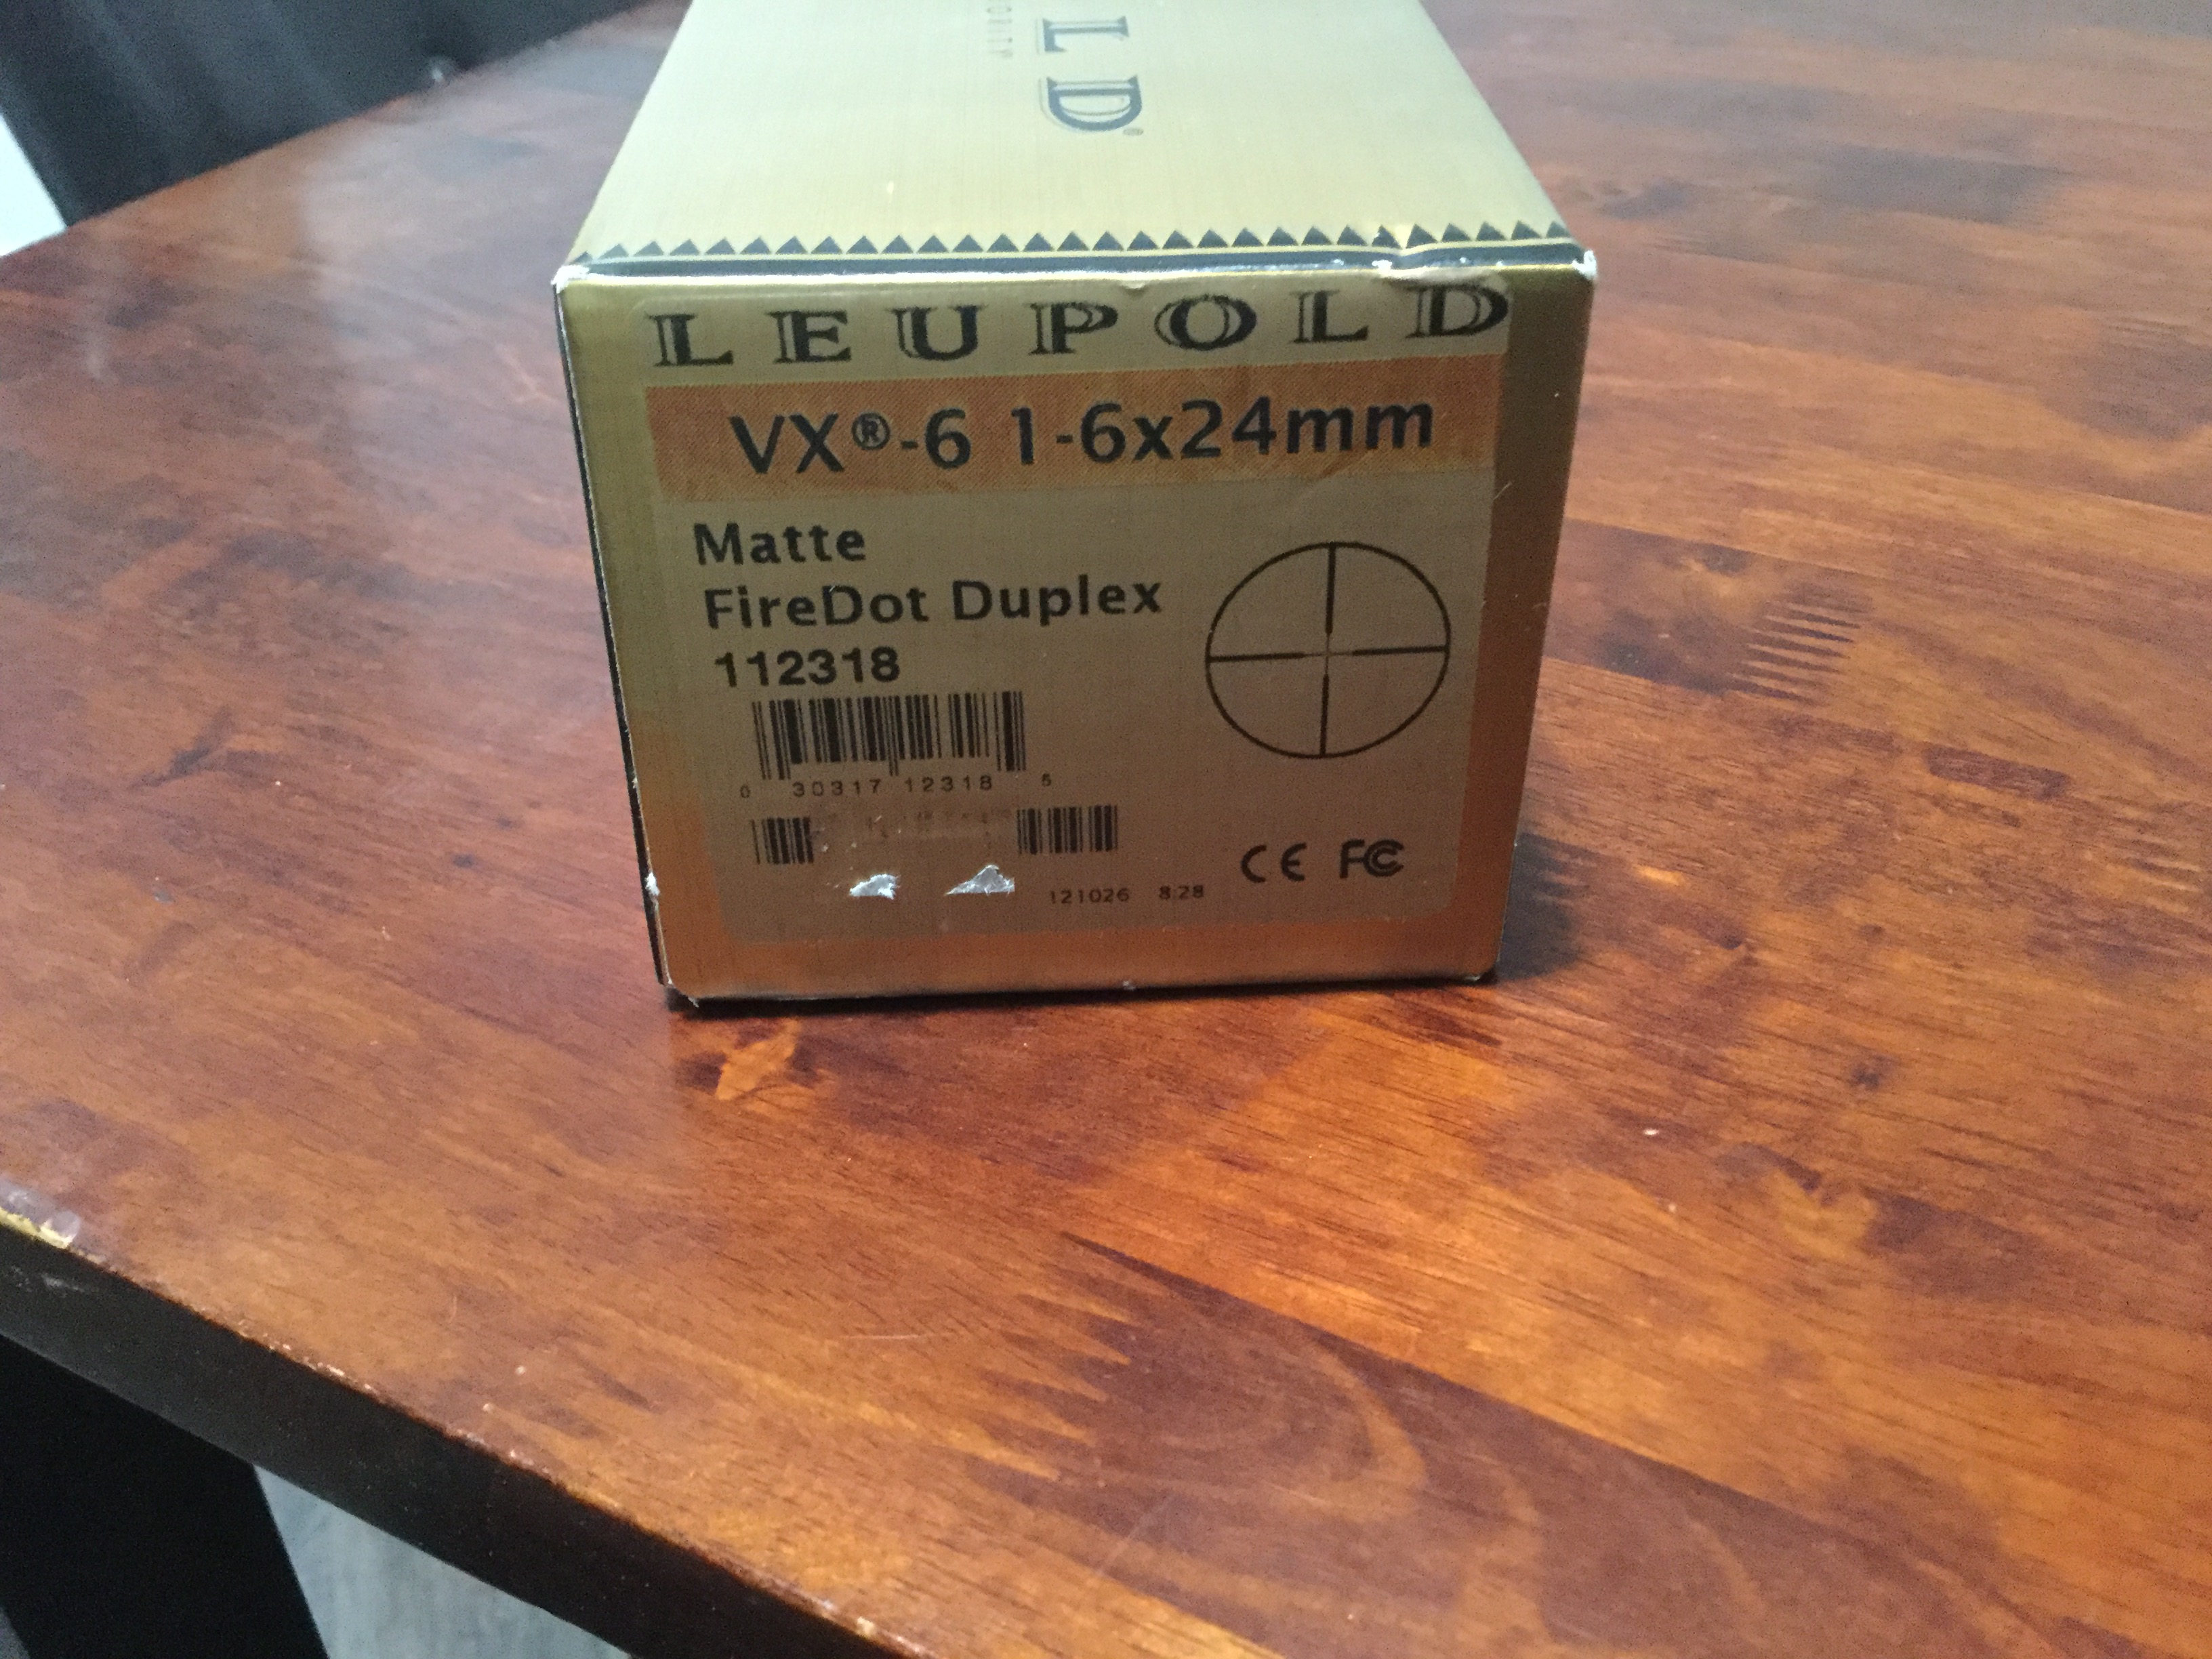 L D®
LEUPOLD
VX®-6 1-6x24mm
Matte
FireDot Duplex
112318
0 30317 12318 5
121026 8:28
CE FC